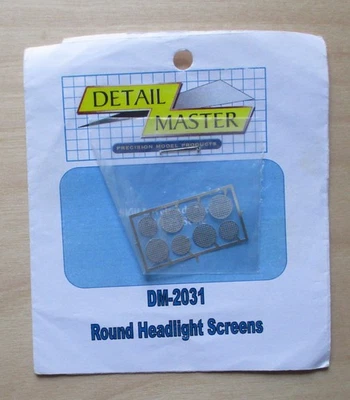 DETAIL
MASTER
PRECISION MODEL PRODUCTS
DM-2031
Round Headlight Screens